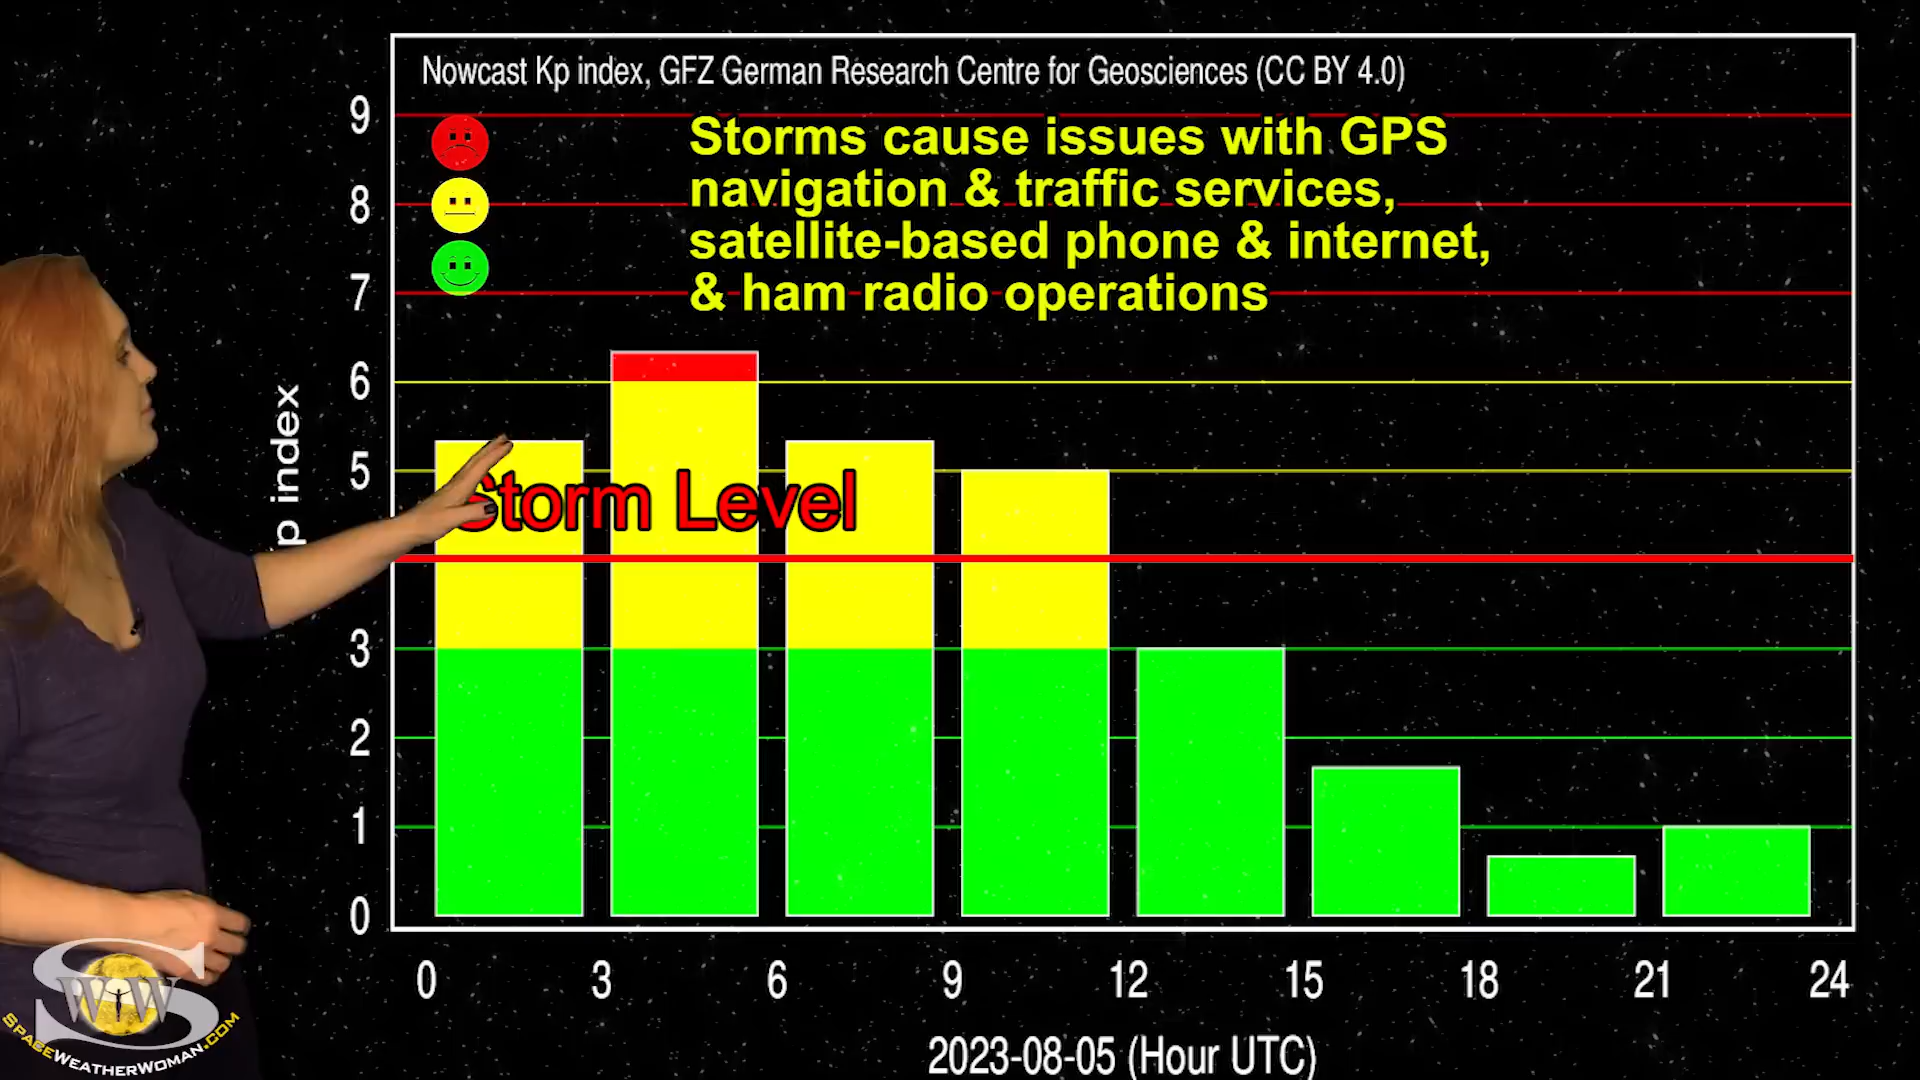 Nowcast Kp index, GFZ German Research Centre for Geosciences (CC BY 4.0)
Storms cause issues with GPS
navigation & traffic services,
satellite-based phone & internet,
& ham radio operations
9
8
7
6
5
3
2
1
0
p index
Storm Level
0 3 6 9 12 15 18 21 24
2023-08-05 (Hour UTC)
SWW
SPACEWEATHERWOMAN.COM